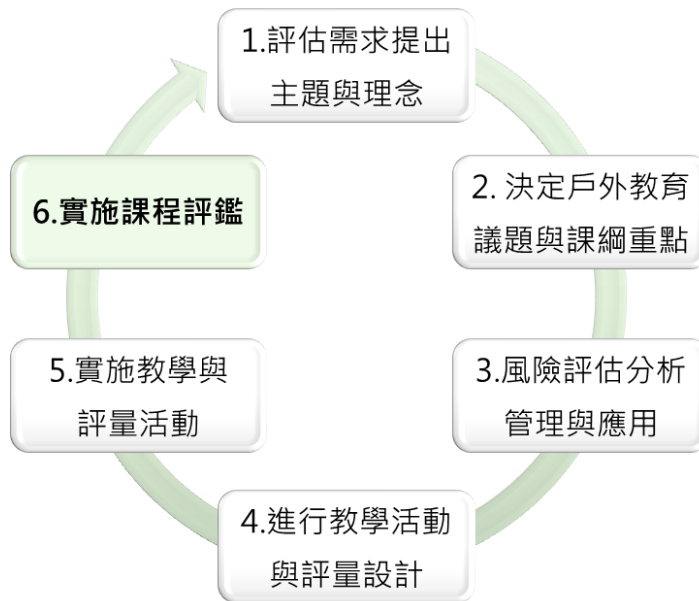 1.評估需求提出
主題與理念
2. 決定戶外教育
議題與課綱重點
3.風險評估分析
管理與應用
4.進行教學活動
與評量設計
5.實施教學與
評量活動
6.實施課程評鑑